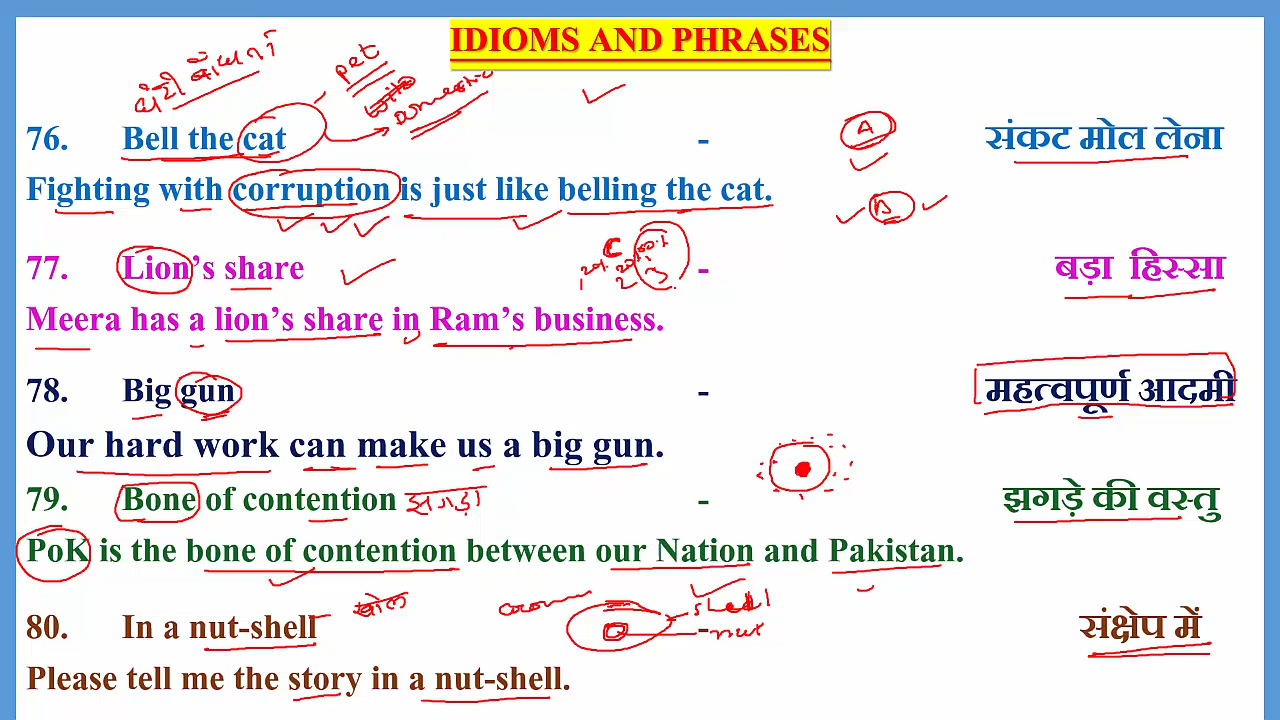 IDIOMS AND PHRASES
घंटी बाँधना
pet
domestic
76. Bell the cat - A संकट मोल लेना
Fighting with corruption is just like belling the cat. B
C
77. Lion's share - बड़ा हिस्सा
Meera has a lion's share in Ram's business.
78. Big gun - महत्वपूर्ण आदमी
Our hard work can make us a big gun.
79. Bone of contention झगड़ा - झगड़े की वस्तु
PoK is the bone of contention between our Nation and Pakistan.
shell
80. In a nut-shell - nut संक्षेप में
Please tell me the story in a nut-shell.